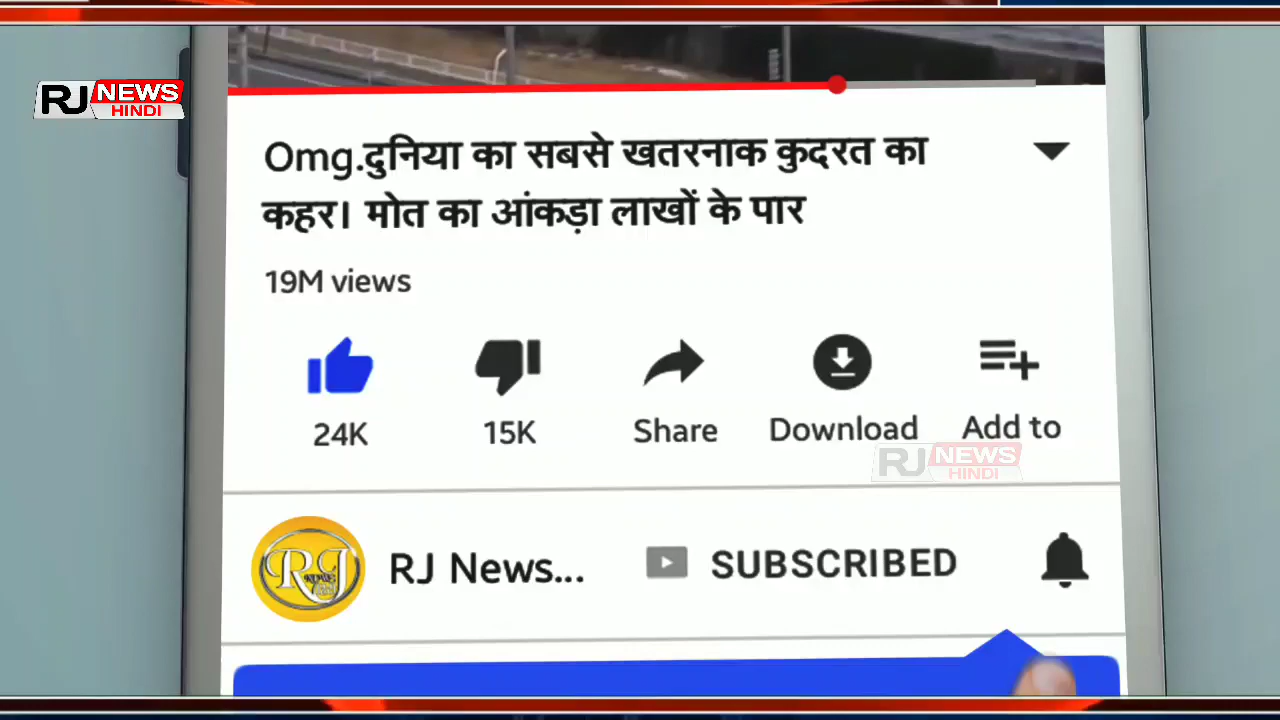 RJ NEWS HINDI
Omg.दुनिया का सबसे खतरनाक कुदरत का
कहर। मोत का आंकड़ा लाखों के पार
19M views
24K 15K Share Download Add to
RJ NEWS HINDI
RJ RJ News... SUBSCRIBED